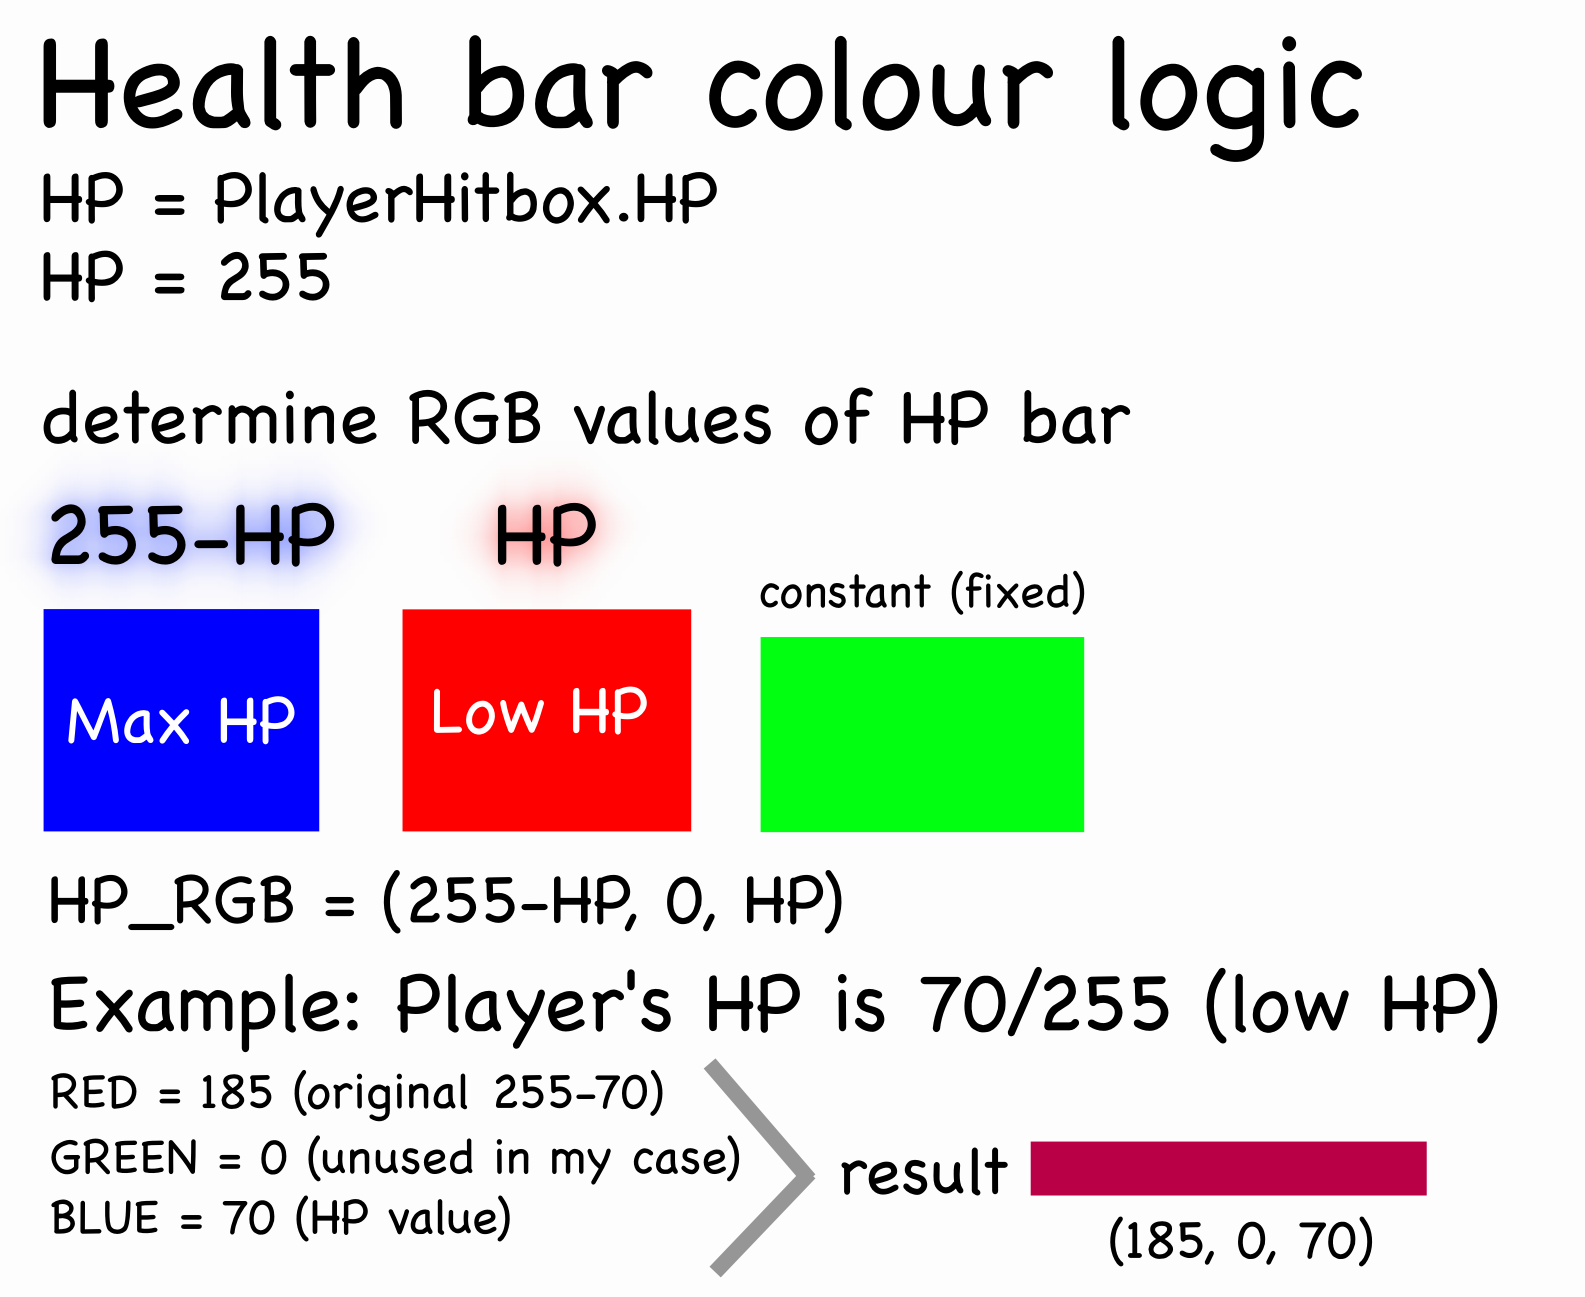 Health bar colour logic
HP = PlayerHitbox.HP
HP = 255
determine RGB values of HP bar
255-HP HP
constant (fixed)
Max HP Low HP
HP_RGB = (255-HP, 0, HP)
Example: Player's HP is 70/255 (low HP)
RED = 185 (original 255-70)
GREEN = 0 (unused in my case)
BLUE = 70 (HP value)
result
(185, 0, 70)